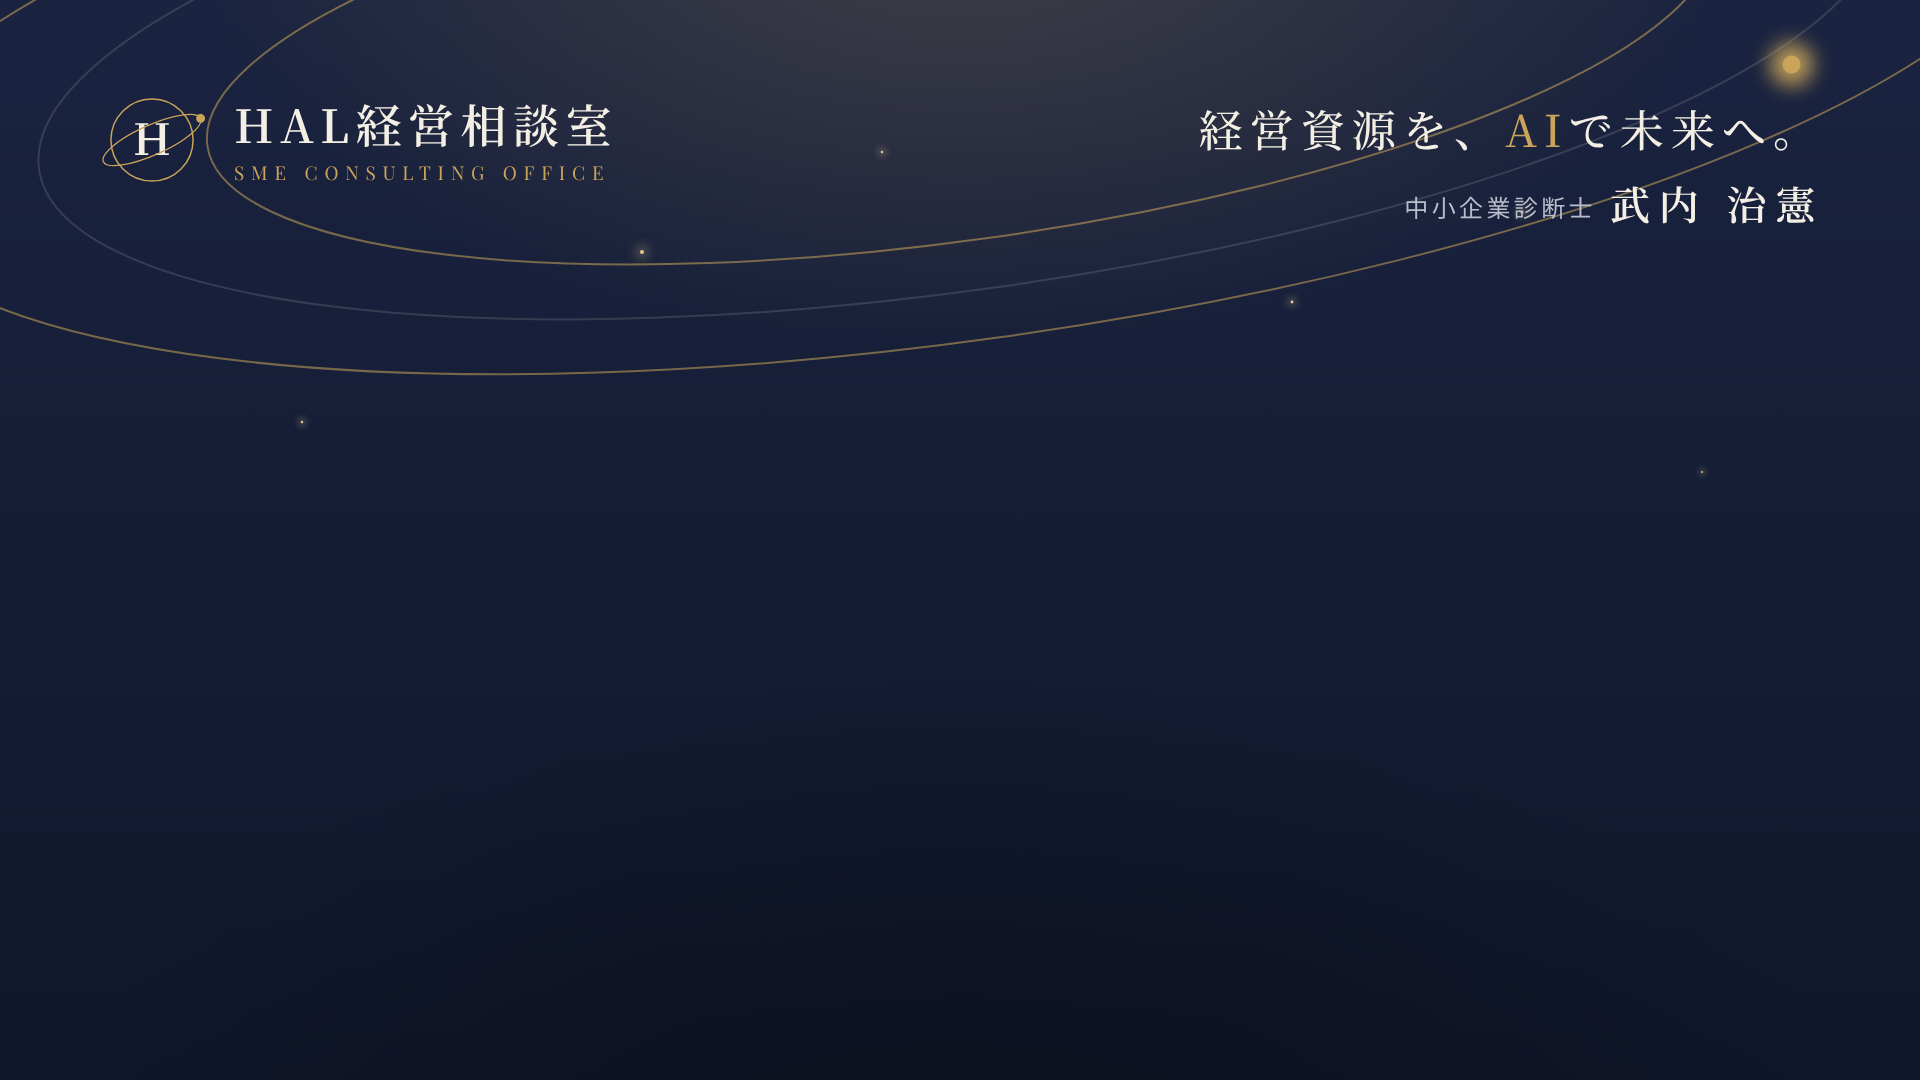 H
HAL経営相談室
SME CONSULTING OFFICE
経営資源を、AIで未来へ。
中小企業診断士 武内 治憲